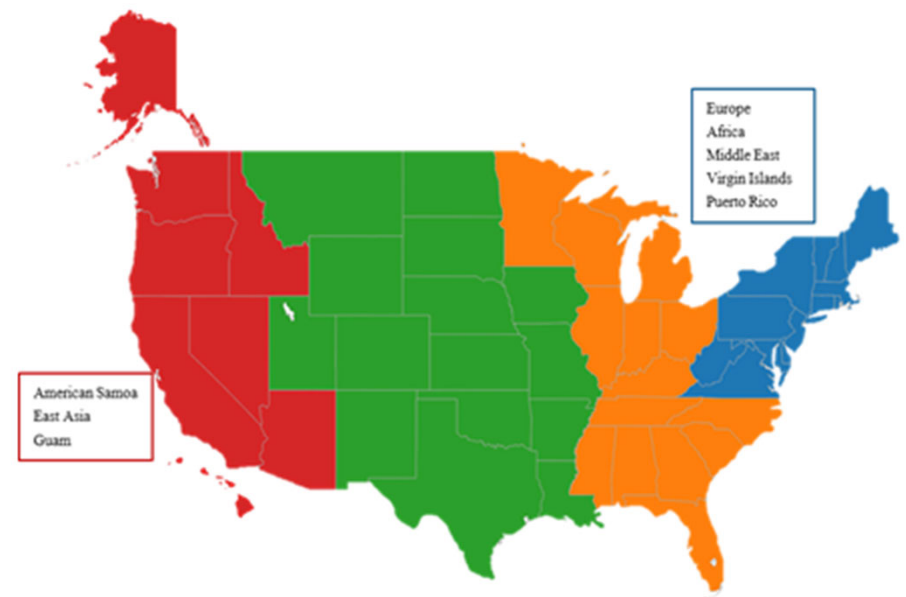 Europe
Africa
Middle East
Virgin Islands
Puerto Rico
American Samoa
East Asia
Guam